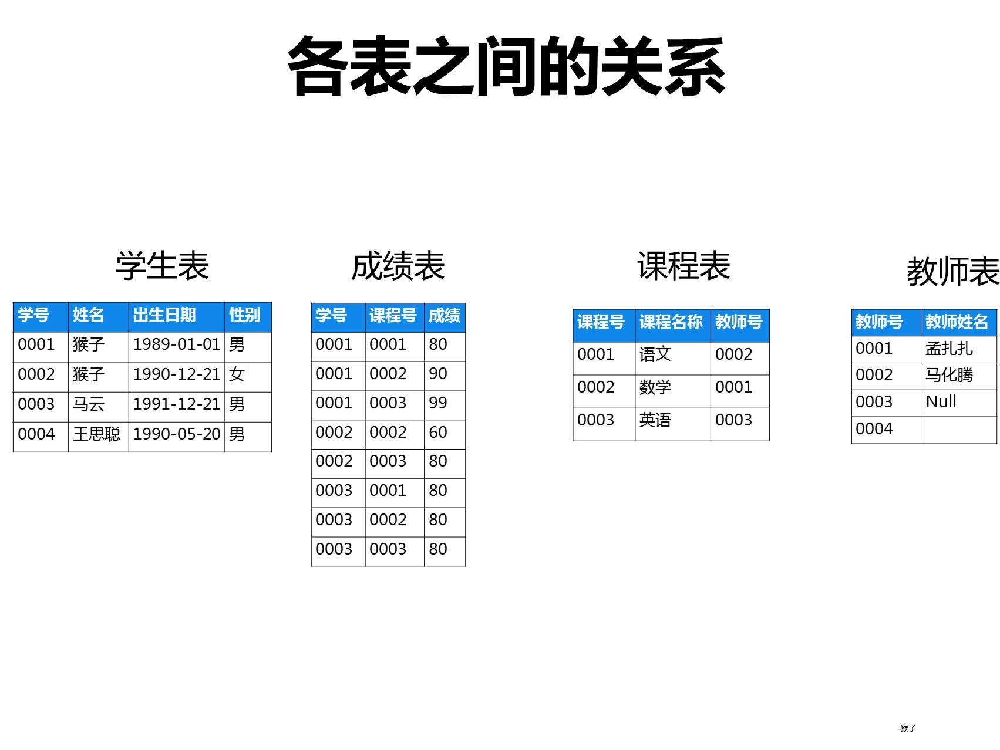 各表之间的关系
学生表
学号 姓名 出生日期 性别
0001 猴子 1989-01-01 男
0002 猴子 1990-12-21 女
0003 马云 1991-12-21 男
0004 王思聪 1990-05-20 男
成绩表
学号 课程号 成绩
0001 0001 80
0001 0002 90
0001 0003 99
0002 0002 60
0002 0003 80
0003 0001 80
0003 0002 80
0003 0003 80
课程表
课程号 课程名称 教师号
0001 语文 0002
0002 数学 0001
0003 英语 0003
教师表
教师号 教师姓名
0001 孟扎扎
0002 马化腾
0003 Null
0004
猴子